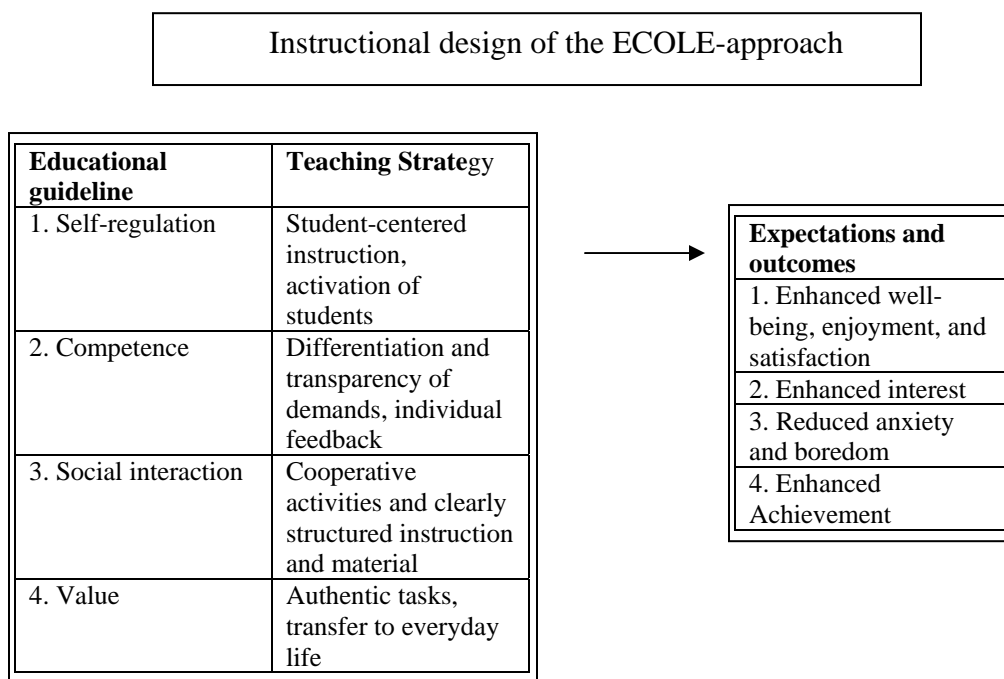 Instructional design of the ECOLE-approach
Educational
guideline
Teaching Strategy
1. Self-regulation
Student-centered
instruction,
activation of
students
2. Competence
Differentiation and
transparency of
demands, individual
feedback
3. Social interaction
Cooperative
activities and clearly
structured instruction
and material
4. Value
Authentic tasks,
transfer to everyday
life
Expectations and
outcomes
1. Enhanced well-
being, enjoyment, and
satisfaction
2. Enhanced interest
3. Reduced anxiety
and boredom
4. Enhanced
Achievement